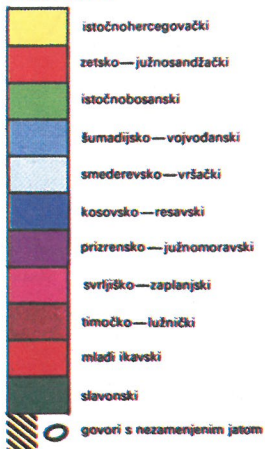 istočnohercegovački
zetsko—južnosandžački
istočnobosanski
šumadijsko—vojvođanski
smederevsko—vršački
kosovsko—resavski
prizrensko—južnomoravski
svrljiško—zaplanjski
timočko—lužnički
mlađi ikavski
slavonski
govori s nezamenjenim jatom